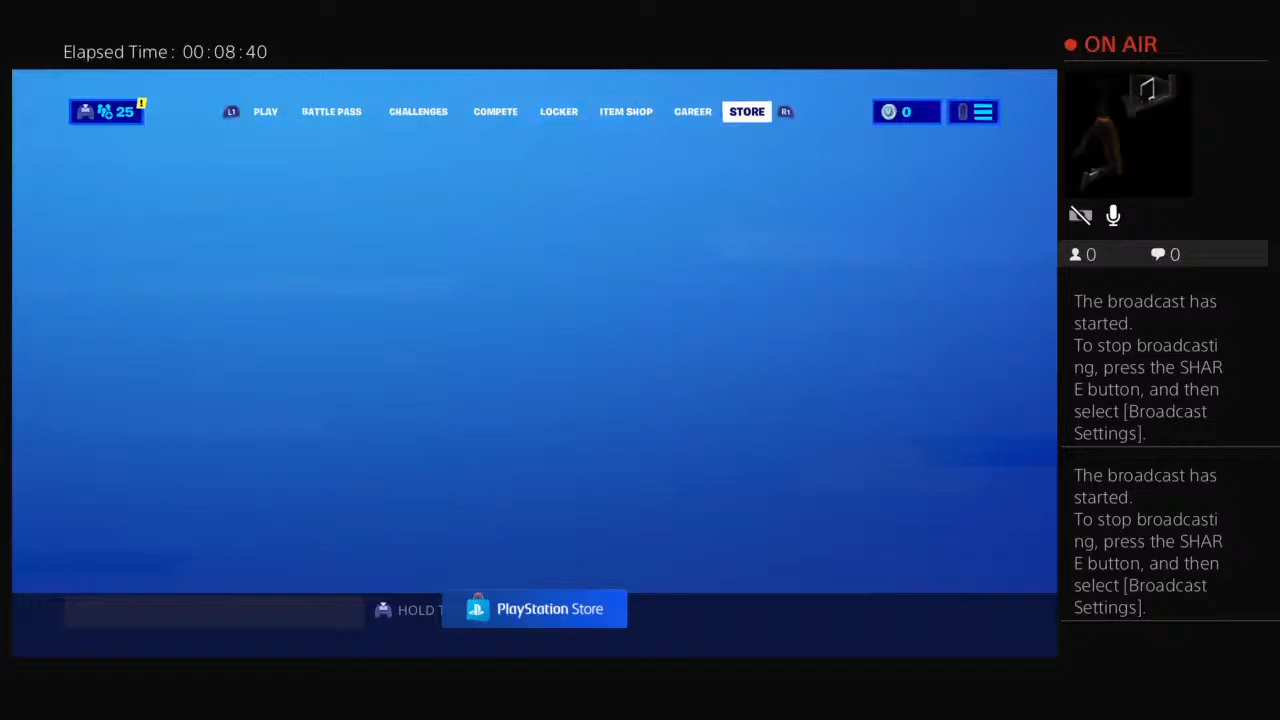 Elapsed Time: 00:08:40
ON AIR
25 !
L1 PLAY BATTLE PASS CHALLENGES COMPETE LOCKER ITEM SHOP CAREER STORE R1
0
0 0
The broadcast has
started.
To stop broadcasti
ng, press the SHAR
E button, and then
select [Broadcast
Settings].
The broadcast has
started.
To stop broadcasti
ng, press the SHAR
E button, and then
select [Broadcast
Settings].
HOLD
PlayStation Store